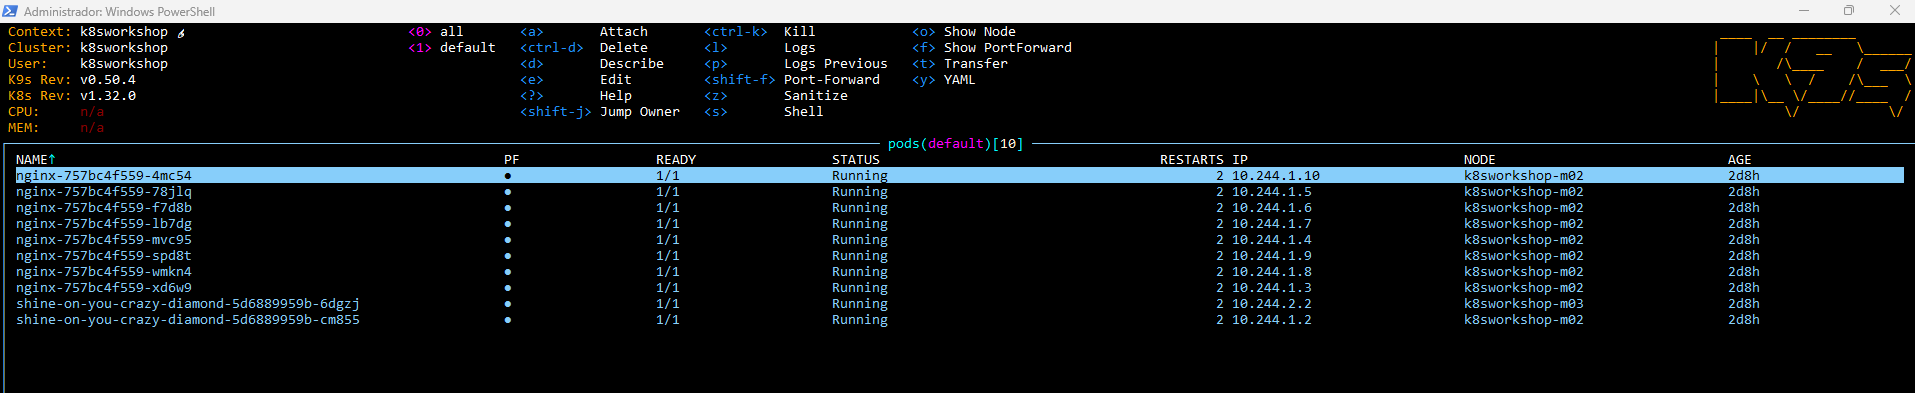 Administrador: Windows PowerShell
Context: k8sworkshop <0> all <a> Attach <ctrl-k> Kill <o> Show Node
Cluster: k8sworkshop <1> default <ctrl-d> Delete <l> Logs <f> Show PortForward
User: k8sworkshop <d> Describe <p> Logs Previous <t> Transfer
K9s Rev: v0.50.4 <e> Edit <shift-f> Port-Forward <y> YAML
K8s Rev: v1.32.0 <?> Help <z> Sanitize
CPU: n/a <shift-j> Jump Owner <s> Shell
MEM: n/a
pods(default)[10]
NAME↑ PF READY STATUS RESTARTS IP NODE AGE
nginx-757bc4f559-4mc54 ● 1/1 Running 2 10.244.1.10 k8sworkshop-m02 2d8h
nginx-757bc4f559-78jlq ● 1/1 Running 2 10.244.1.5 k8sworkshop-m02 2d8h
nginx-757bc4f559-f7d8b ● 1/1 Running 2 10.244.1.6 k8sworkshop-m02 2d8h
nginx-757bc4f559-lb7dg ● 1/1 Running 2 10.244.1.7 k8sworkshop-m02 2d8h
nginx-757bc4f559-mvc95 ● 1/1 Running 2 10.244.1.4 k8sworkshop-m02 2d8h
nginx-757bc4f559-spd8t ● 1/1 Running 2 10.244.1.9 k8sworkshop-m02 2d8h
nginx-757bc4f559-wmkn4 ● 1/1 Running 2 10.244.1.8 k8sworkshop-m02 2d8h
nginx-757bc4f559-xd6w9 ● 1/1 Running 2 10.244.1.3 k8sworkshop-m02 2d8h
shine-on-you-crazy-diamond-5d6889959b-6dgzj ● 1/1 Running 2 10.244.2.2 k8sworkshop-m03 2d8h
shine-on-you-crazy-diamond-5d6889959b-cm855 ● 1/1 Running 2 10.244.1.2 k8sworkshop-m02 2d8h